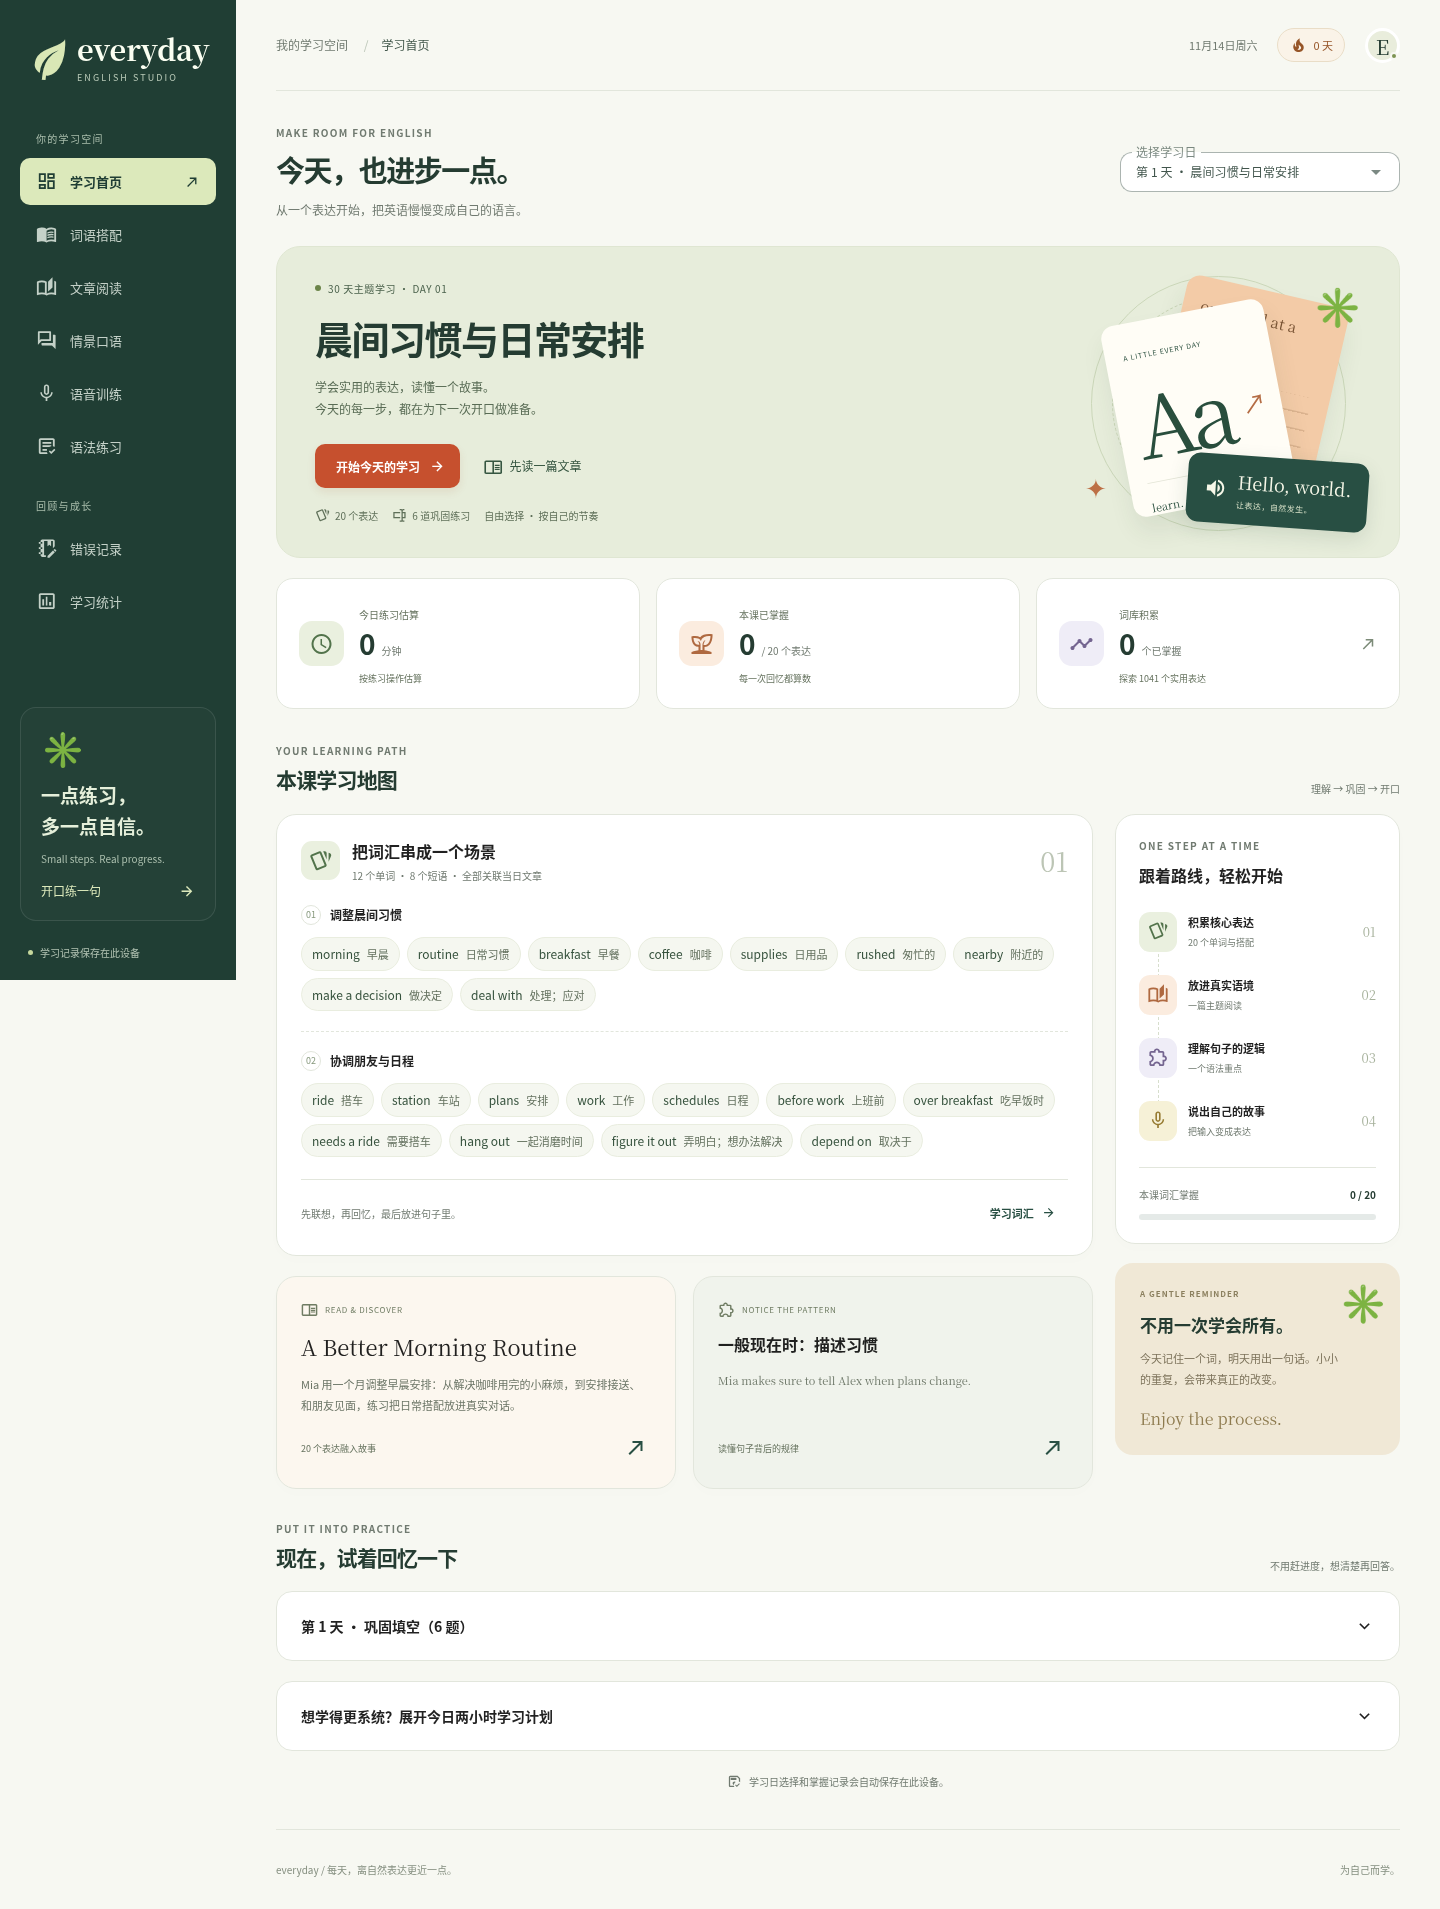 everyday
ENGLISH STUDIO
你的学习空间
学习首页
词语搭配
文章阅读
情景口语
语音训练
语法练习
回顾与成长
错误记录
学习统计
一点练习，
多一点自信。
Small steps. Real progress.
开口练一句
学习记录保存在此设备
我的学习空间 / 学习首页
11月14日周六
0 天
E.
MAKE ROOM FOR ENGLISH
今天，也进步一点。
从一个表达开始，把英语慢慢变成自己的语言。
选择学习日
第 1 天 · 晨间习惯与日常安排
30 天主题学习 · DAY 01
晨间习惯与日常安排
学会实用的表达，读懂一个故事。
今天的每一步，都在为下一次开口做准备。
开始今天的学习
先读一篇文章
20 个表达
6 道巩固练习
自由选择 · 按自己的节奏
at a
A LITTLE EVERY DAY
Aa
learn.
Hello, world.
让表达，自然发生。
今日练习估算
0 分钟
按练习操作估算
本课已掌握
0 / 20 个表达
每一次回忆都算数
词库积累
0 个已掌握
探索 1041 个实用表达
YOUR LEARNING PATH
本课学习地图
理解 → 巩固 → 开口
把词汇串成一个场景
12 个单词 · 8 个短语 · 全部关联当日文章
01
01 调整晨间习惯
morning 早晨
routine 日常习惯
breakfast 早餐
coffee 咖啡
supplies 日用品
rushed 匆忙的
nearby 附近的
make a decision 做决定
deal with 处理；应对
02 协调朋友与日程
ride 搭车
station 车站
plans 安排
work 工作
schedules 日程
before work 上班前
over breakfast 吃早饭时
needs a ride 需要搭车
hang out 一起消磨时间
figure it out 弄明白；想办法解决
depend on 取决于
先联想，再回忆，最后放进句子里。
学习词汇
ONE STEP AT A TIME
跟着路线，轻松开始
积累核心表达
20 个单词与搭配
01
放进真实语境
一篇主题阅读
02
理解句子的逻辑
一个语法重点
03
说出自己的故事
把输入变成表达
04
本课词汇掌握
0 / 20
READ & DISCOVER
A Better Morning Routine
Mia 用一个月调整早晨安排：从解决咖啡用完的小麻烦，到安排接送、
和朋友见面，练习把日常搭配放进真实对话。
20 个表达融入故事
NOTICE THE PATTERN
一般现在时：描述习惯
Mia makes sure to tell Alex when plans change.
读懂句子背后的规律
A GENTLE REMINDER
不用一次学会所有。
今天记住一个词，明天用出一句话。小小
的重复，会带来真正的改变。
Enjoy the process.
PUT IT INTO PRACTICE
现在，试着回忆一下
不用赶进度，想清楚再回答。
第 1 天 · 巩固填空（6 题）
想学得更系统？展开今日两小时学习计划
学习日选择和掌握记录会自动保存在此设备。
everyday / 每天，离自然表达更近一点。
为自己而学。